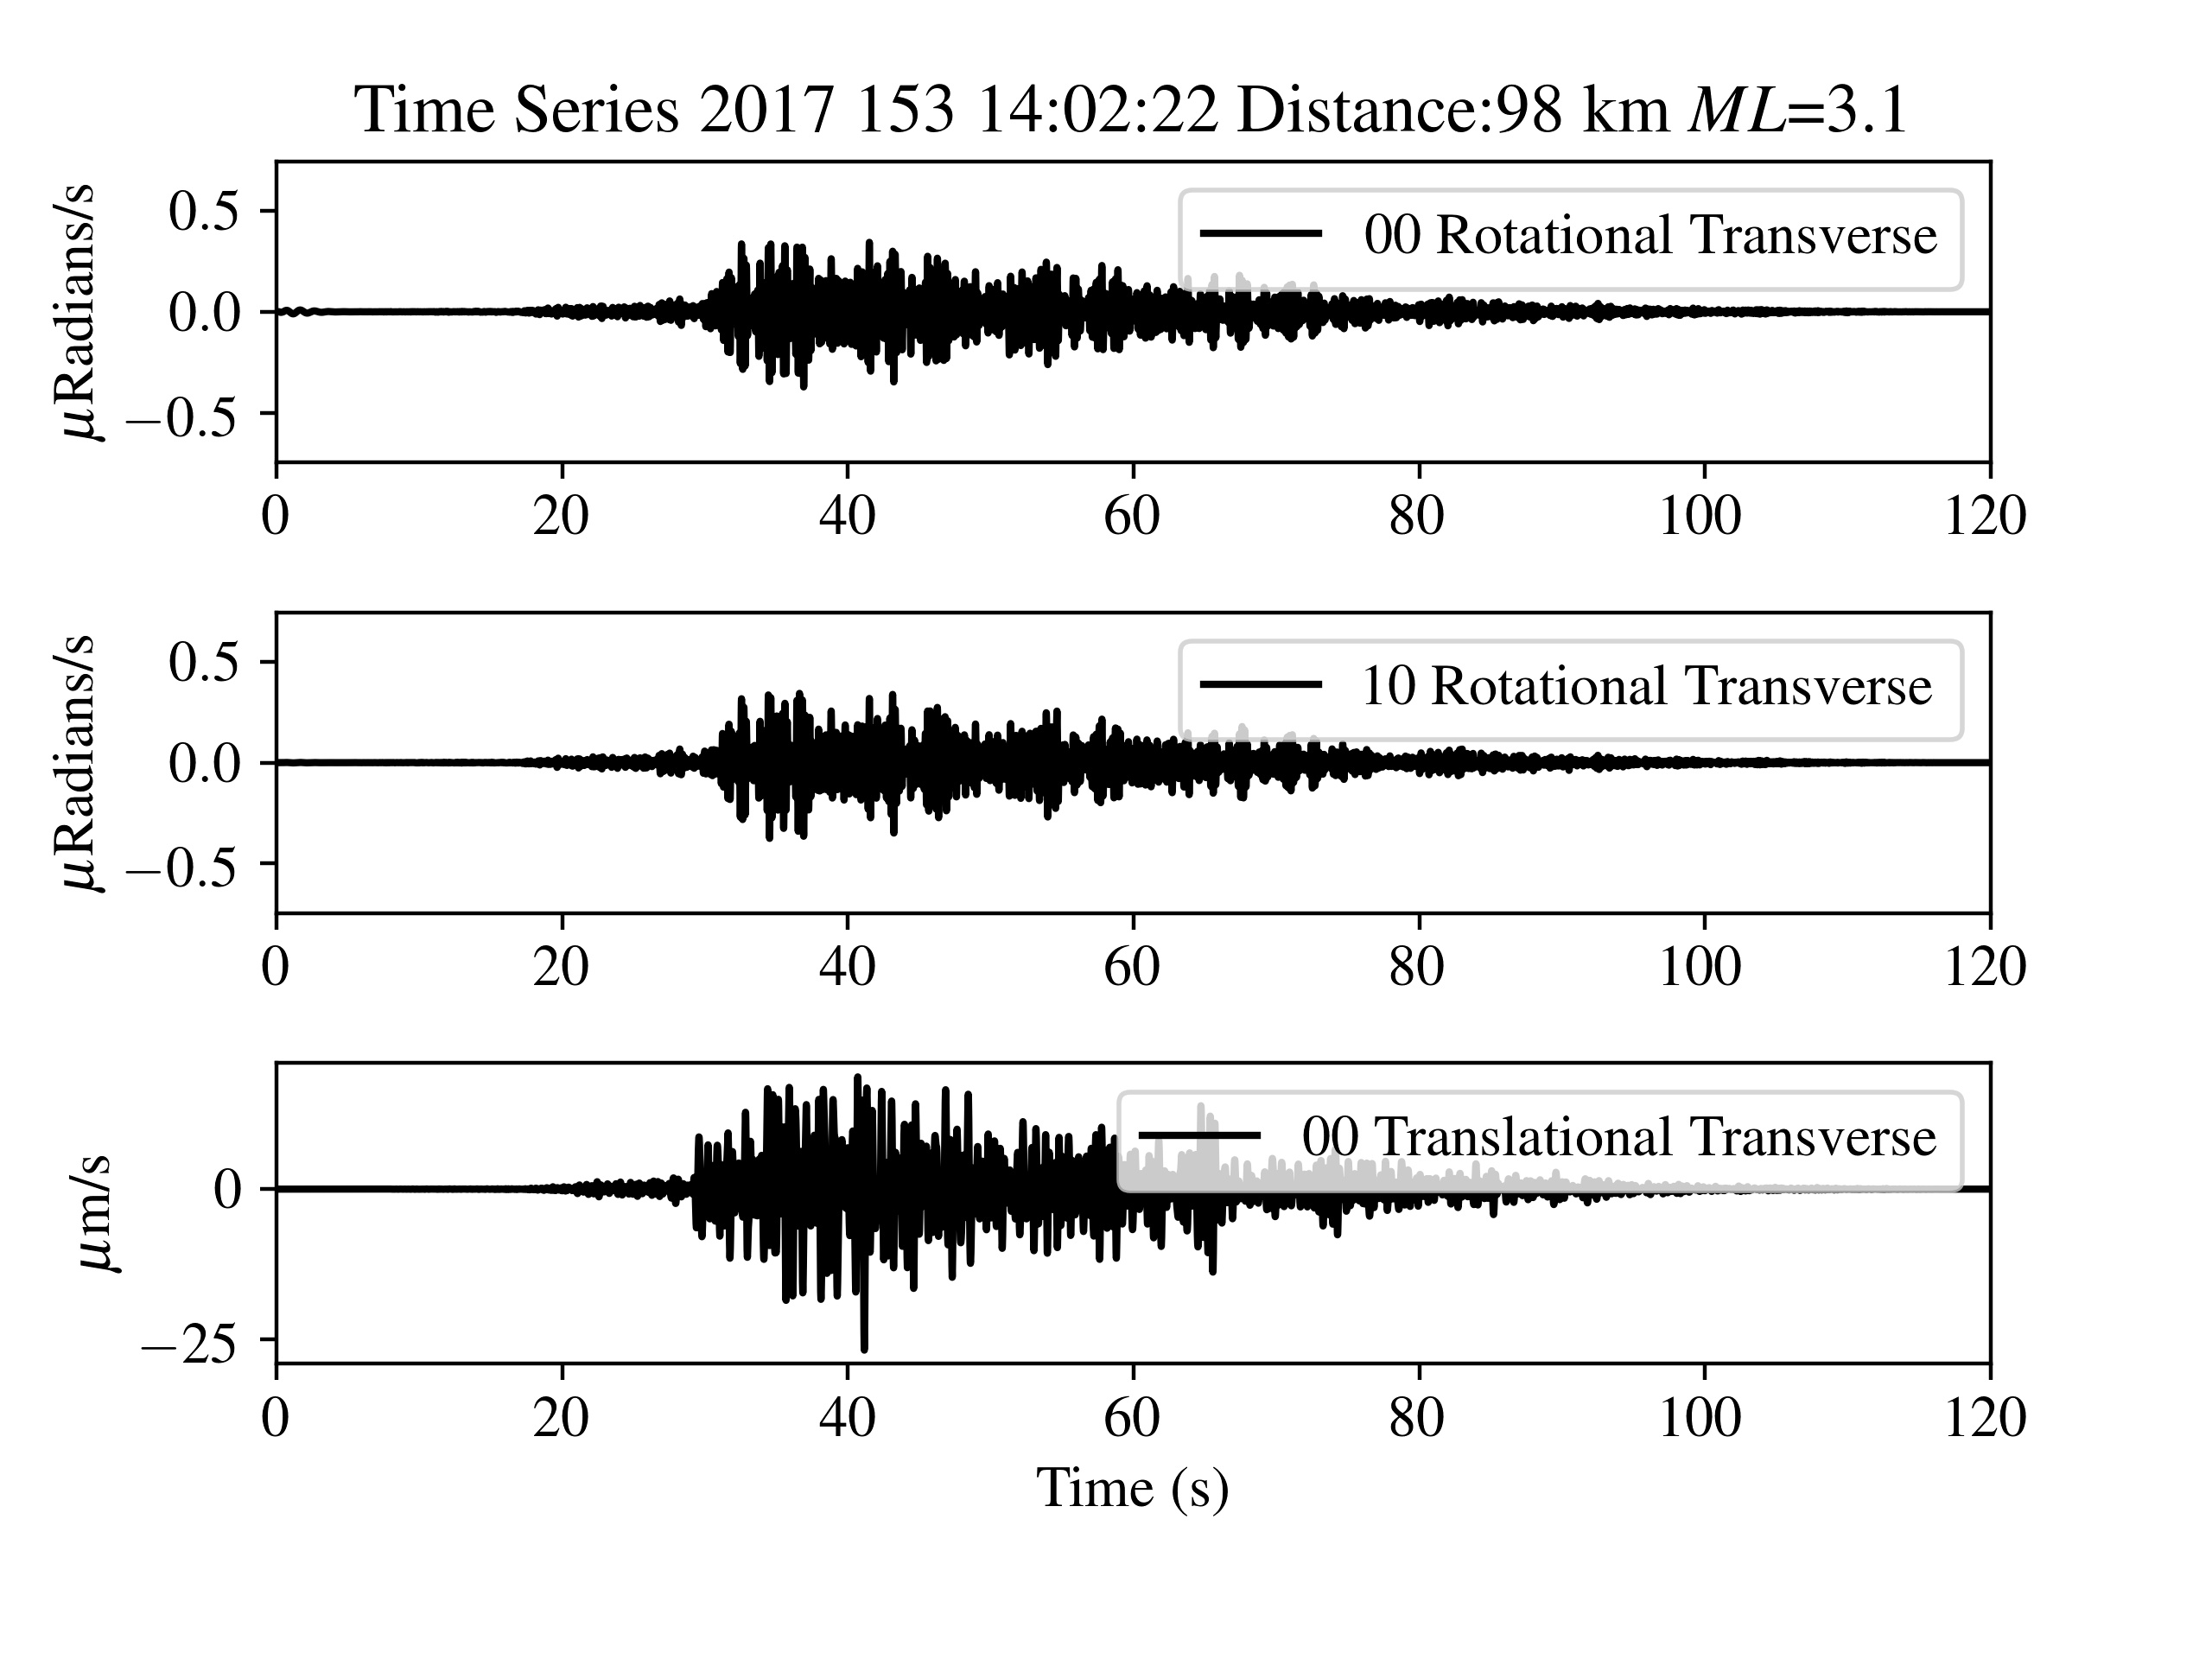 Time Series 2017 153 14:02:22 Distance:98 km ML=3.1
μRadians/s
0.5
0.0
−0.5
00 Rotational Transverse
0 20 40 60 80 100 120
μRadians/s
0.5
0.0
−0.5
10 Rotational Transverse
0 20 40 60 80 100 120
μm/s
0
−25
00 Translational Transverse
0 20 40 60 80 100 120
Time (s)